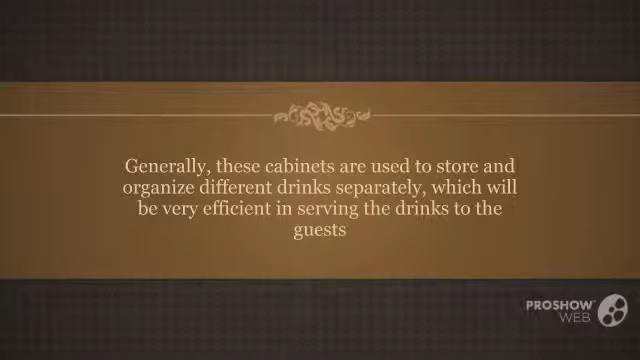 Generally, these cabinets are used to store and
organize different drinks separately, which will
be very efficient in serving the drinks to the
guests
PROSHOW™
WEB